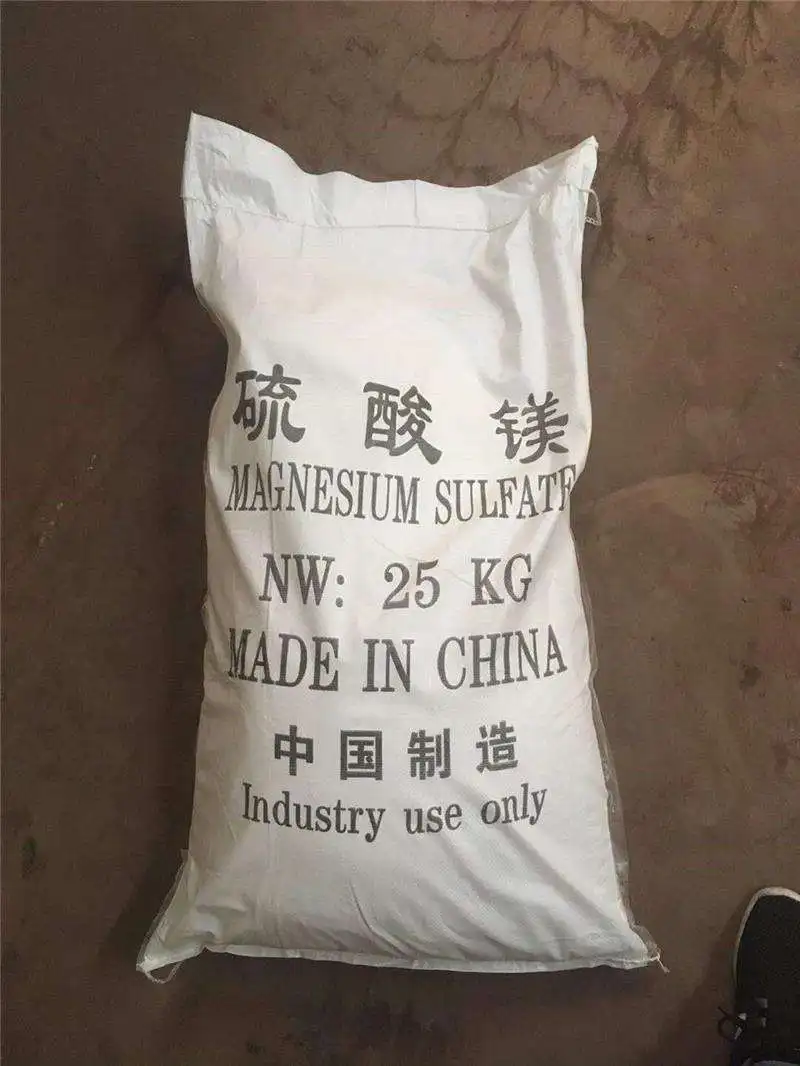 硫酸镁
MAGNESIUM SULFATE
NW: 25 KG
MADE IN CHINA
中国制造
Industry use only